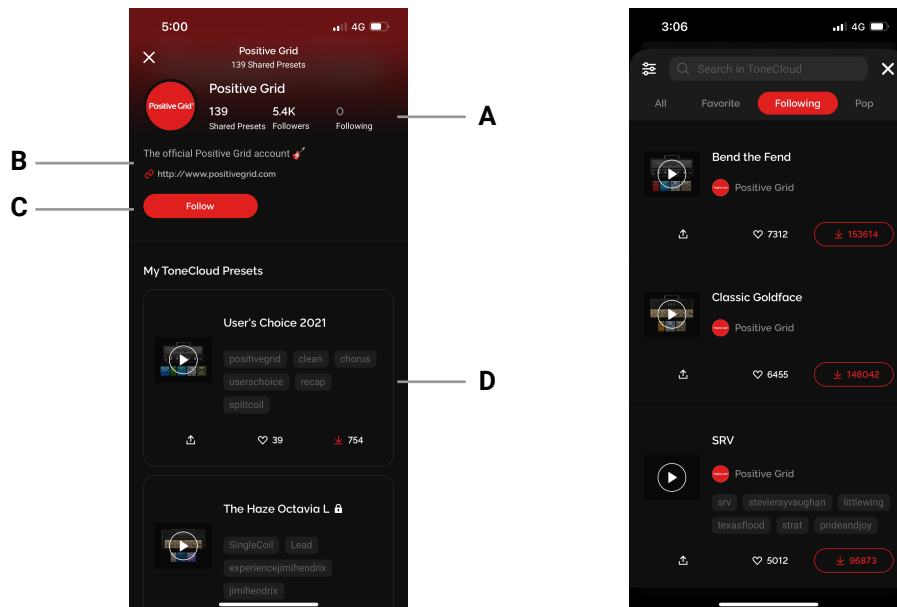 5:00
4G
Positive Grid
139 Shared Presets
Positive Grid
Positive Grid
139 5.4K 0
Shared Presets Followers Following
A
The official Positive Grid account 🎸
B
http://www.positivegrid.com
C
Follow
My ToneCloud Presets
User's Choice 2021
positivegrid clean chorus
userschoice recap
splitcoil
D
39 754
The Haze Octavia L
SingleCoil Lead
experiencejimihendrix
jimihendrix
3:06
4G
Search in ToneCloud
All Favorite Following Pop
Bend the Fend
Positive Grid
7312 153614
Classic Goldface
Positive Grid
6455 148042
SRV
Positive Grid
srv stevierayvaughan littlewing
texasflood strat prideandjoy
5012 96873